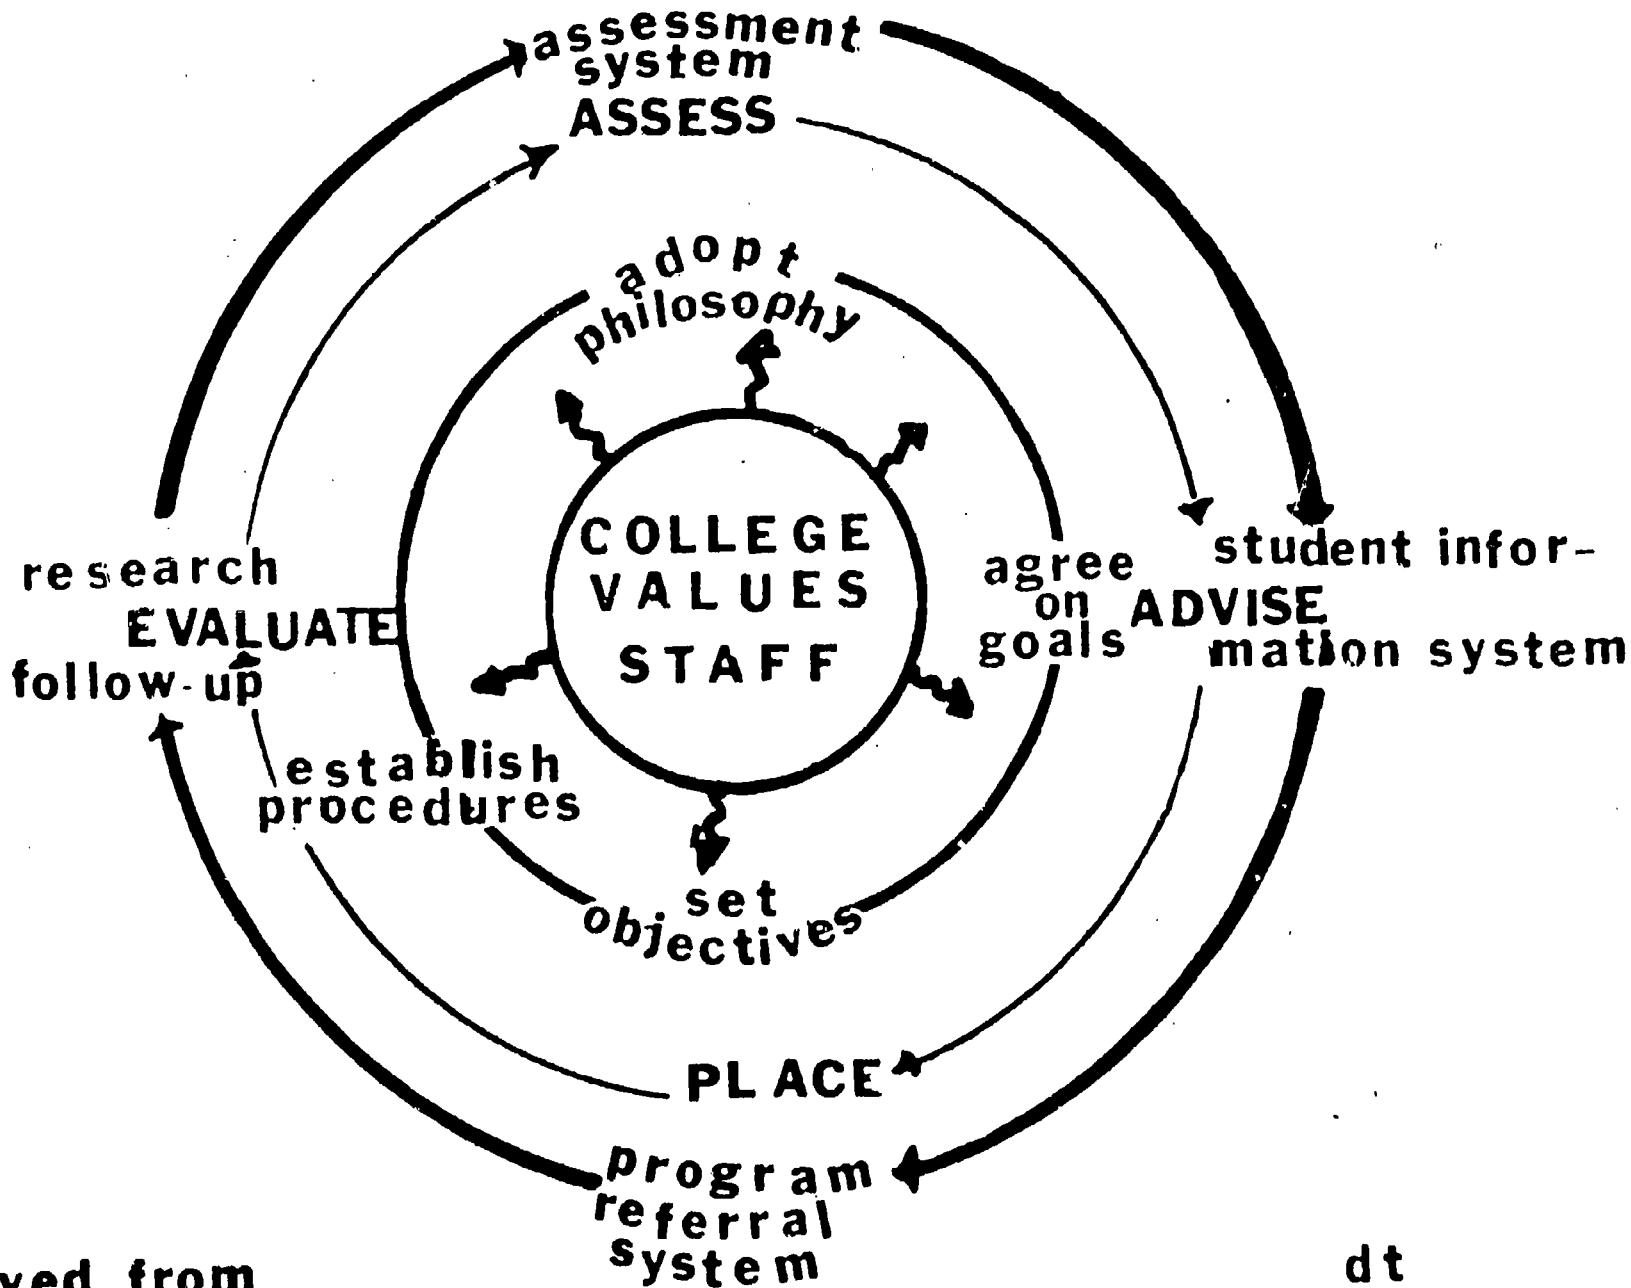 assessment
system
ASSESS
adopt
philosophy
COLLEGE
VALUES
STAFF
agree
on
goals
student infor-
ADVISE
mation system
research
EVALUATE
follow-up
establish
procedures
set
objectives
PLACE
program
referral
system
from
dt